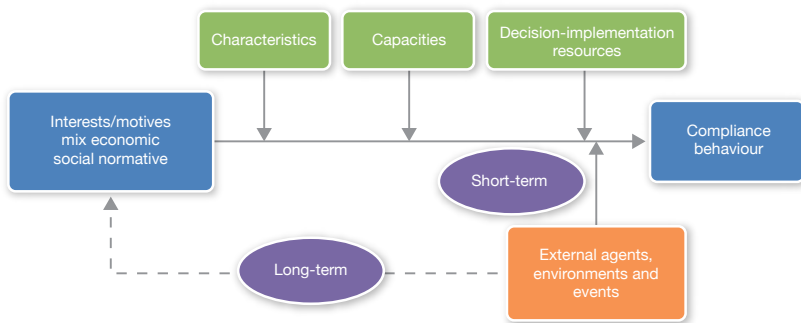 Characteristics
Capacities
Decision-implementation
resources
Interests/motives
mix economic
social normative
Compliance
behaviour
Short-term
Long-term
External agents,
environments and
events